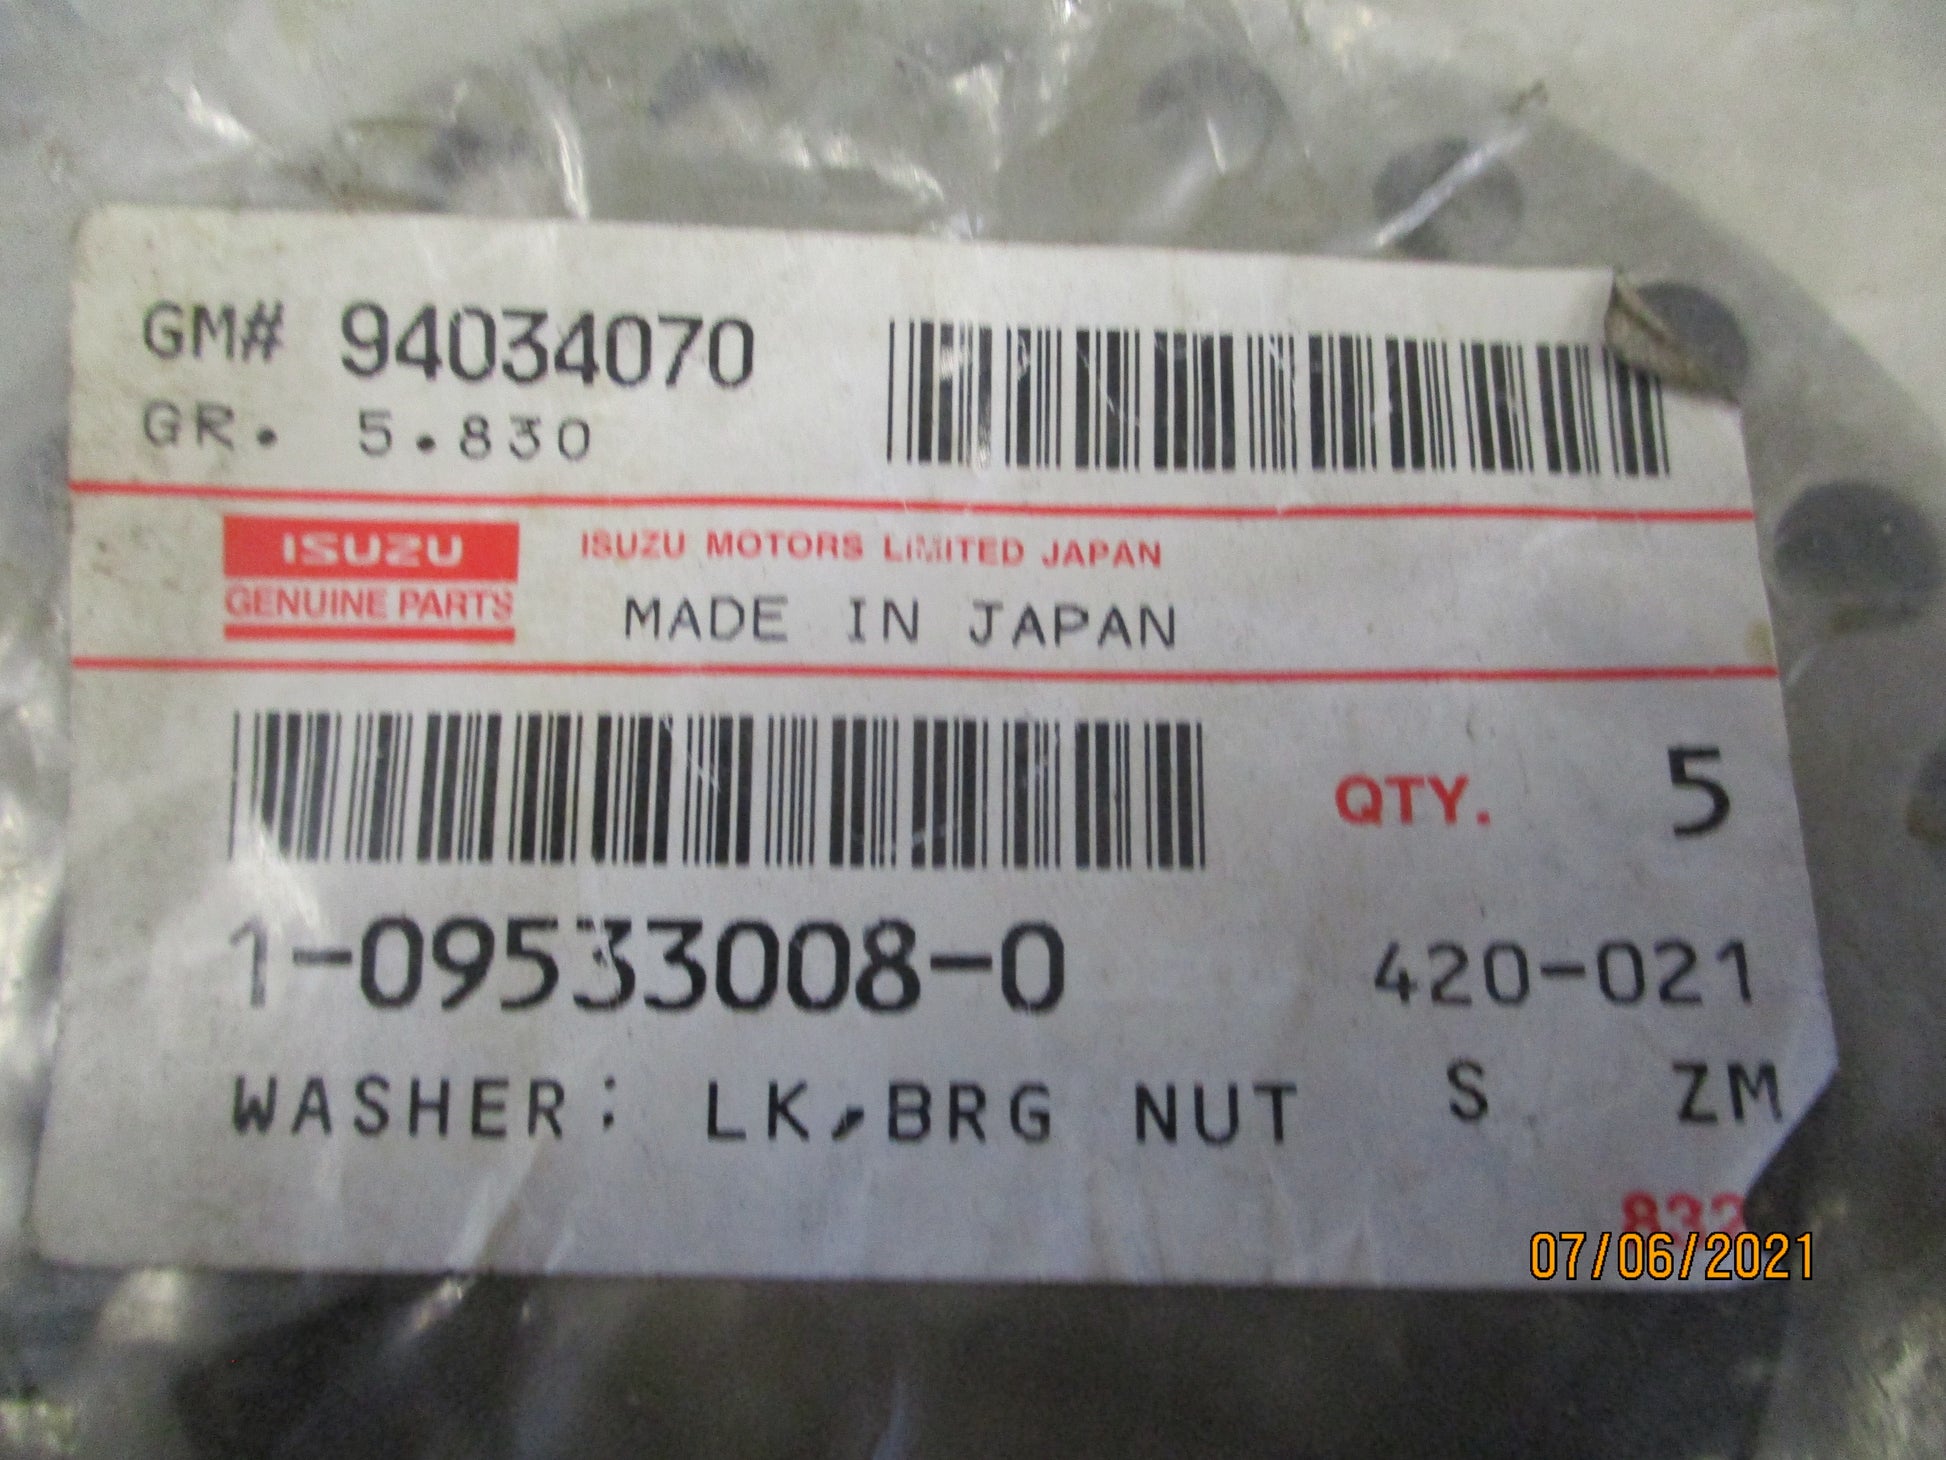 GM# 94034070
GR. 5.830
ISUZU
GENUINE PARTS
ISUZU MOTORS LIMITED JAPAN
MADE IN JAPAN
QTY. 5
1-09533008-0 420-021
WASHER: LK,BRG NUT S ZM
832
07/06/2021